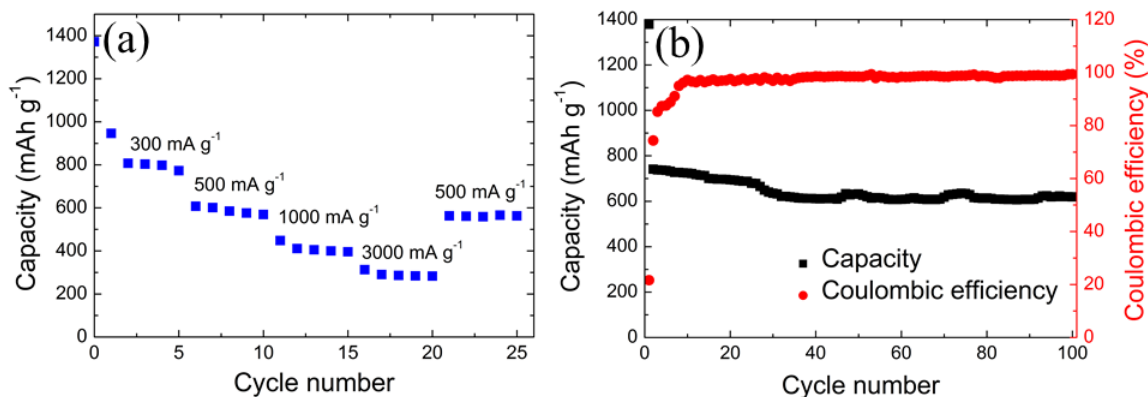 (a)
1400
1200
1000
800
600
400
200
0
Capacity (mAh g⁻¹)
300 mA g⁻¹
500 mA g⁻¹
1000 mA g⁻¹
3000 mA g⁻¹
500 mA g⁻¹
0 5 10 15 20 25
Cycle number
(b)
1400
1200
1000
800
600
400
200
0
Capacity (mAh g⁻¹)
Capacity
Coulombic efficiency
0 20 40 60 80 100
Cycle number
120
100
80
60
40
20
0
Coulombic efficiency (%)